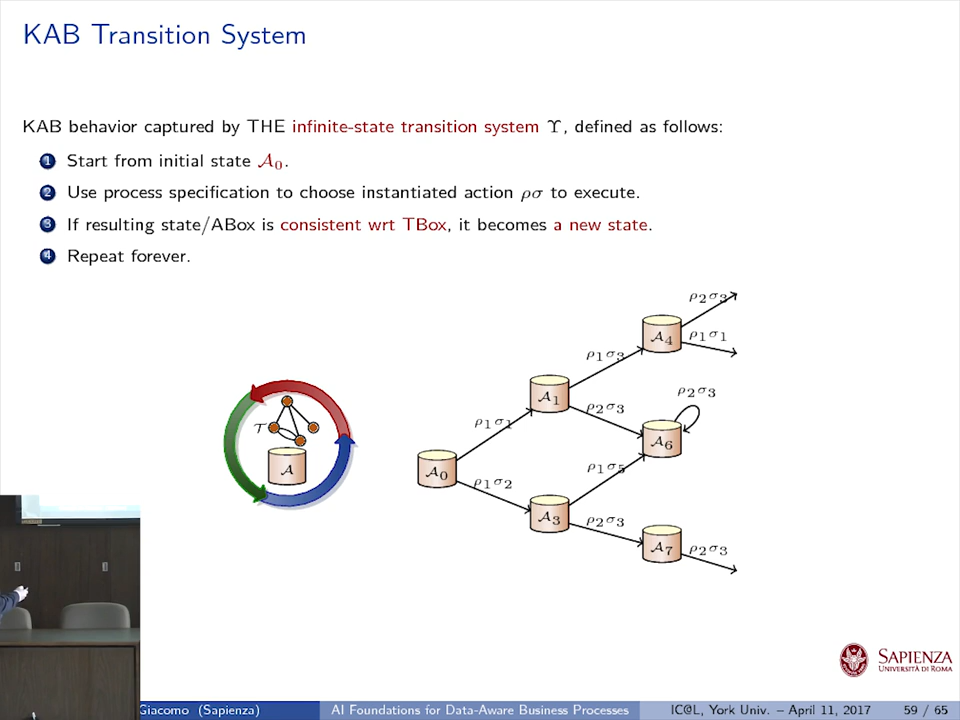 KAB Transition System
KAB behavior captured by THE infinite-state transition system ϒ, defined as follows:
1 Start from initial state A₀.
2 Use process specification to choose instantiated action ρσ to execute.
3 If resulting state/ABox is consistent wrt TBox, it becomes a new state.
4 Repeat forever.
ρ₂σ₃
A₄
ρ₁σ₁
ρ₁σ₃
A₁
ρ₂σ₃
ρ₂σ₃
T
ρ₁σ₁
A₆
A
A₀
ρ₁σ₅
ρ₁σ₂
A₃
ρ₂σ₃
A₇
ρ₂σ₃
SAPIENZA
UNIVERSITÀ DI ROMA
Giacomo (Sapienza)
AI Foundations for Data-Aware Business Processes
IC@L, York Univ. – April 11, 2017
59 / 65